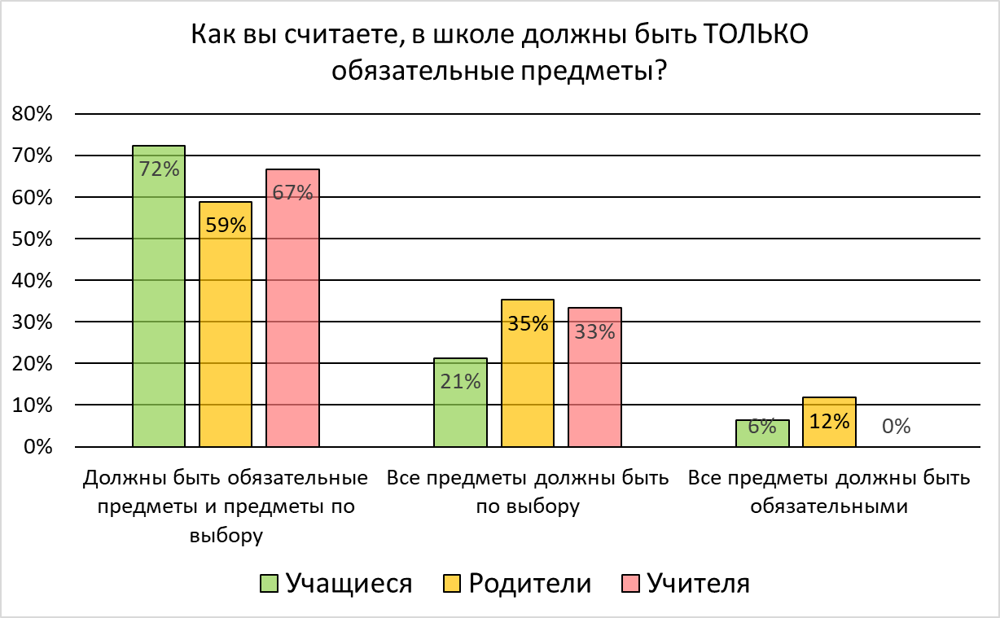 Как вы считаете, в школе должны быть ТОЛЬКО
обязательные предметы?
80%
70%
60%
50%
40%
30%
20%
10%
0%
72%
59%
67%
21%
35%
33%
6%
12%
0%
Должны быть обязательные
предметы и предметы по
выбору
Все предметы должны быть
по выбору
Все предметы должны быть
обязательными
Учащиеся
Родители
Учителя